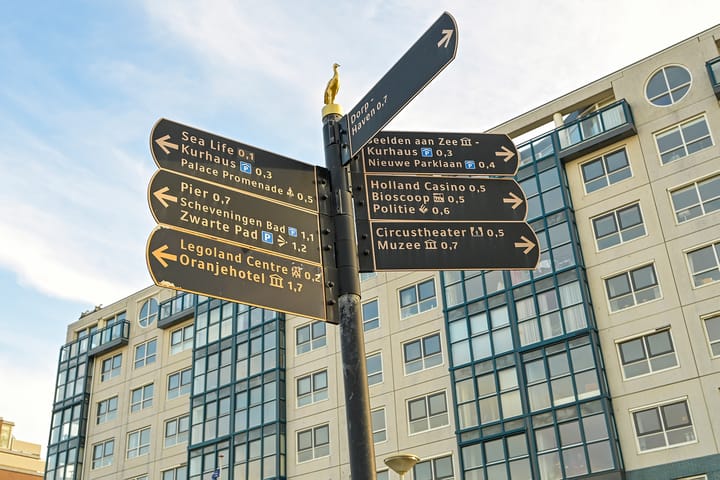 Dorp -
Haven 0,7
Sea Life 0,1
Kurhaus P 0,3
Palace Promenade 0,5
Pier 0,7
Scheveningen Bad P 1,1
Zwarte Pad P 1,2
Legoland Centre 0,2
Oranjehotel 1,7
Beelden aan Zee -
Kurhaus P 0,3
Nieuwe Parklaan P 0,4
Holland Casino 0,5
Bioscoop 0,5
Politie 0,6
Circustheater 0,5
Muzee 0,7